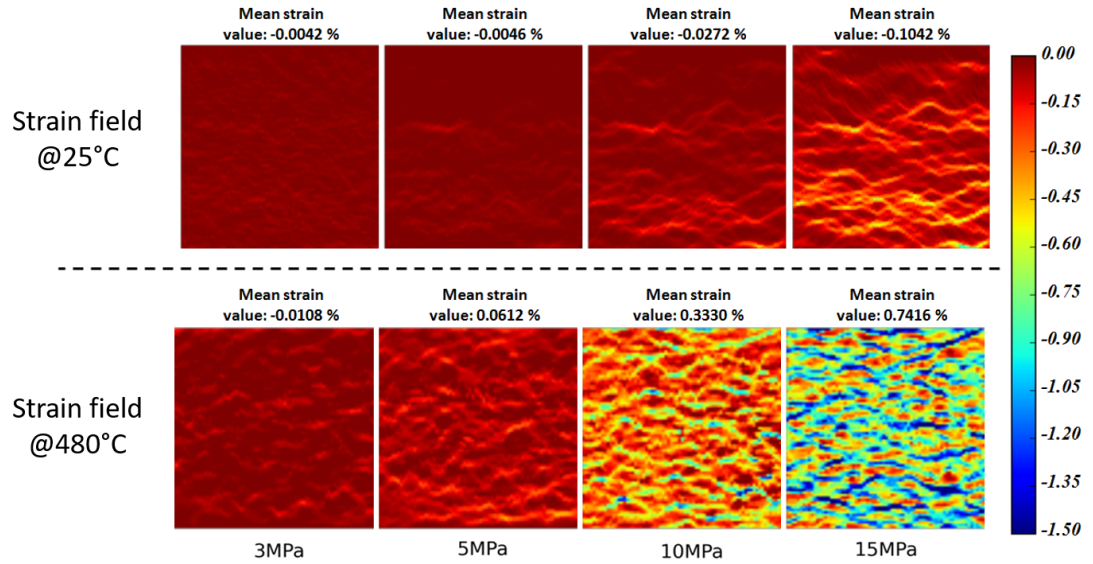 Mean strain
value: -0.0042 %
Mean strain
value: -0.0046 %
Mean strain
value: -0.0272 %
Mean strain
value: -0.1042 %
Strain field
@25°C
0.00
-0.15
-0.30
-0.45
-0.60
-0.75
-0.90
-1.05
-1.20
-1.35
-1.50
Mean strain
value: -0.0108 %
Mean strain
value: 0.0612 %
Mean strain
value: 0.3330 %
Mean strain
value: 0.7416 %
Strain field
@480°C
3MPa
5MPa
10MPa
15MPa